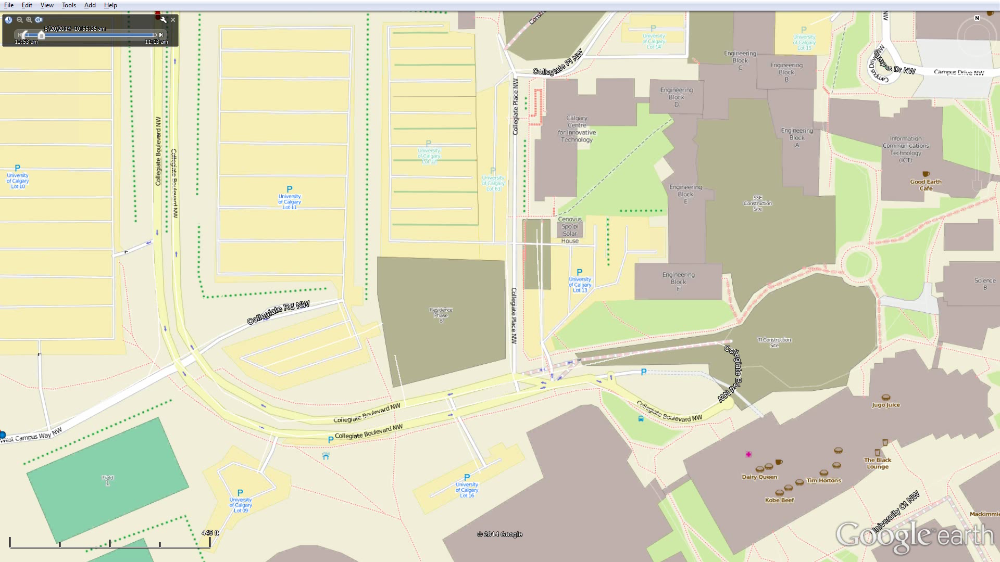 File Edit View Tools Add Help
8/20/2014 10:55:35 am
10:53 am 11:13 am
N
University
of Calgary
Lot 14
University
of Calgary
Lot 15
Engineering
Block
C
Engineering
Block
B
Campus Dr NW
Campus Drive NW
Collegiate Pl NW
Collegiate Place NW
Engineering
Block
D
Calgary
Centre
for Innovative
Technology
Engineering
Block
A
Information
Communications
Technology
(ICT)
Good Earth
Cafe
Collegiate Boulevard NW
Collegiate Boulevard NW
P
University
of Calgary
Lot 10
P
University
of Calgary
Lot 11
P
University
of Calgary
Lot 12
P
University
of Calgary
Lot 63
Engineering
Block
E
SSE
Construction
Site
Cenovus
Spo'pi
Solar
House
P
University
of Calgary
Lot 13
Engineering
Block
F
Science
B
Collegiate Rd NW
Residence
Phase
8
Collegiate Place NW
TI Construction
Site
Collegiate Blvd NW
P
Collegiate Boulevard NW
Collegiate Boulevard NW
Collegiate Boulevard NW
P
Jugo Juice
West Campus Way NW
Field
1
P
University
of Calgary
Lot 09
P
University
of Calgary
Lot 16
The Black
Lounge
Dairy Queen
Tim Hortons
Kobe Beef
University Ct NW
Mackimmie
445 ft
© 2014 Google
Google earth